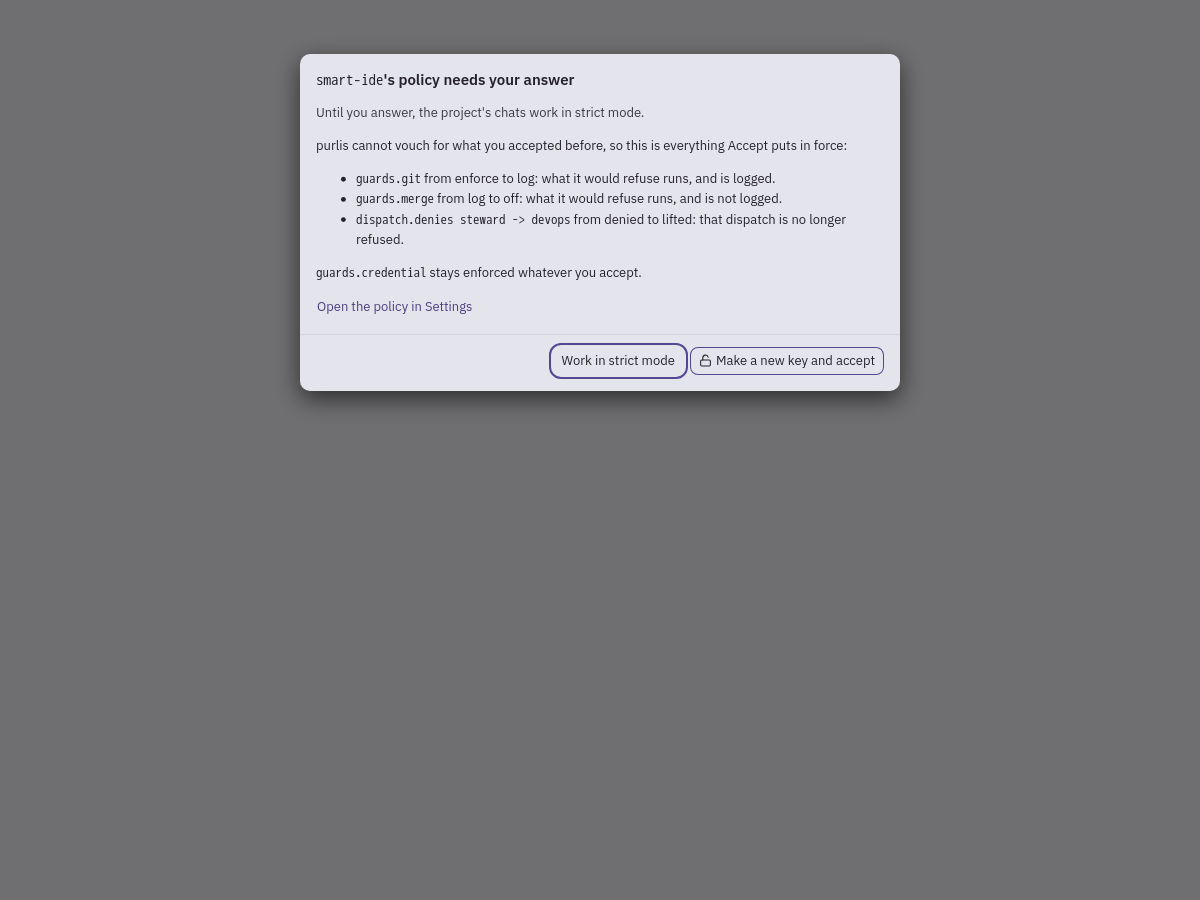 smart-ide's policy needs your answer
Until you answer, the project's chats work in strict mode.
purlis cannot vouch for what you accepted before, so this is everything Accept puts in force:
• guards.git from enforce to log: what it would refuse runs, and is logged.
• guards.merge from log to off: what it would refuse runs, and is not logged.
• dispatch.denies steward -> devops from denied to lifted: that dispatch is no longer
refused.
guards.credential stays enforced whatever you accept.
Open the policy in Settings
Work in strict mode
Make a new key and accept